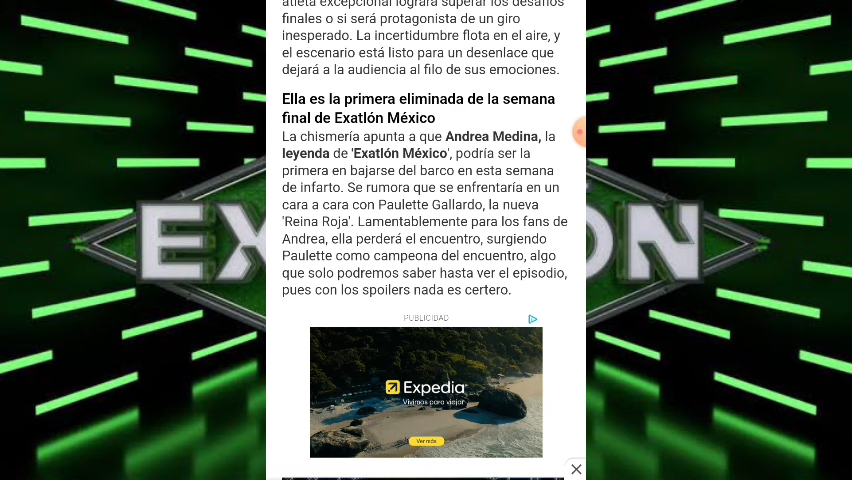 atleta excepcional logrará superar los desafíos
finales o si será protagonista de un giro
inesperado. La incertidumbre flota en el aire, y
el escenario está listo para un desenlace que
dejará a la audiencia al filo de sus emociones.
Ella es la primera eliminada de la semana
final de Exatlón México
La chismería apunta a que Andrea Medina, la
leyenda de 'Exatlón México', podría ser la
primera en bajarse del barco en esta semana
de infarto. Se rumora que se enfrentaría en un
cara a cara con Paulette Gallardo, la nueva
'Reina Roja'. Lamentablemente para los fans de
Andrea, ella perderá el encuentro, surgiendo
Paulette como campeona del encuentro, algo
que solo podremos saber hasta ver el episodio,
pues con los spoilers nada es certero.
EX
ÓN
PUBLICIDAD
Expedia
Vivimos para viajar
Ver más